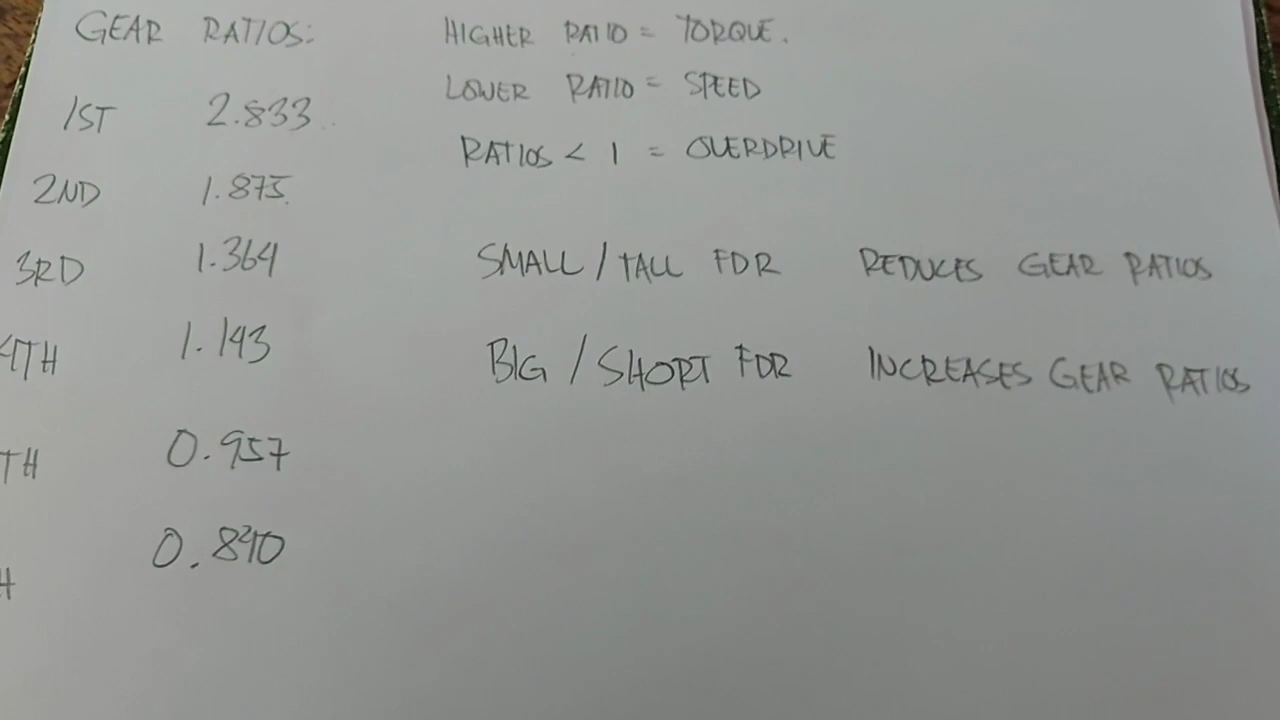 GEAR RATIOS:
1ST 2.833
2ND 1.875
3RD 1.364
4TH 1.143
TH 0.957
H 0.840
HIGHER RATIO = TORQUE.
LOWER RATIO = SPEED
RATIOS < 1 = OVERDRIVE
SMALL / TALL FDR REDUCES GEAR RATIOS
BIG / SHORT FDR INCREASES GEAR RATIOS